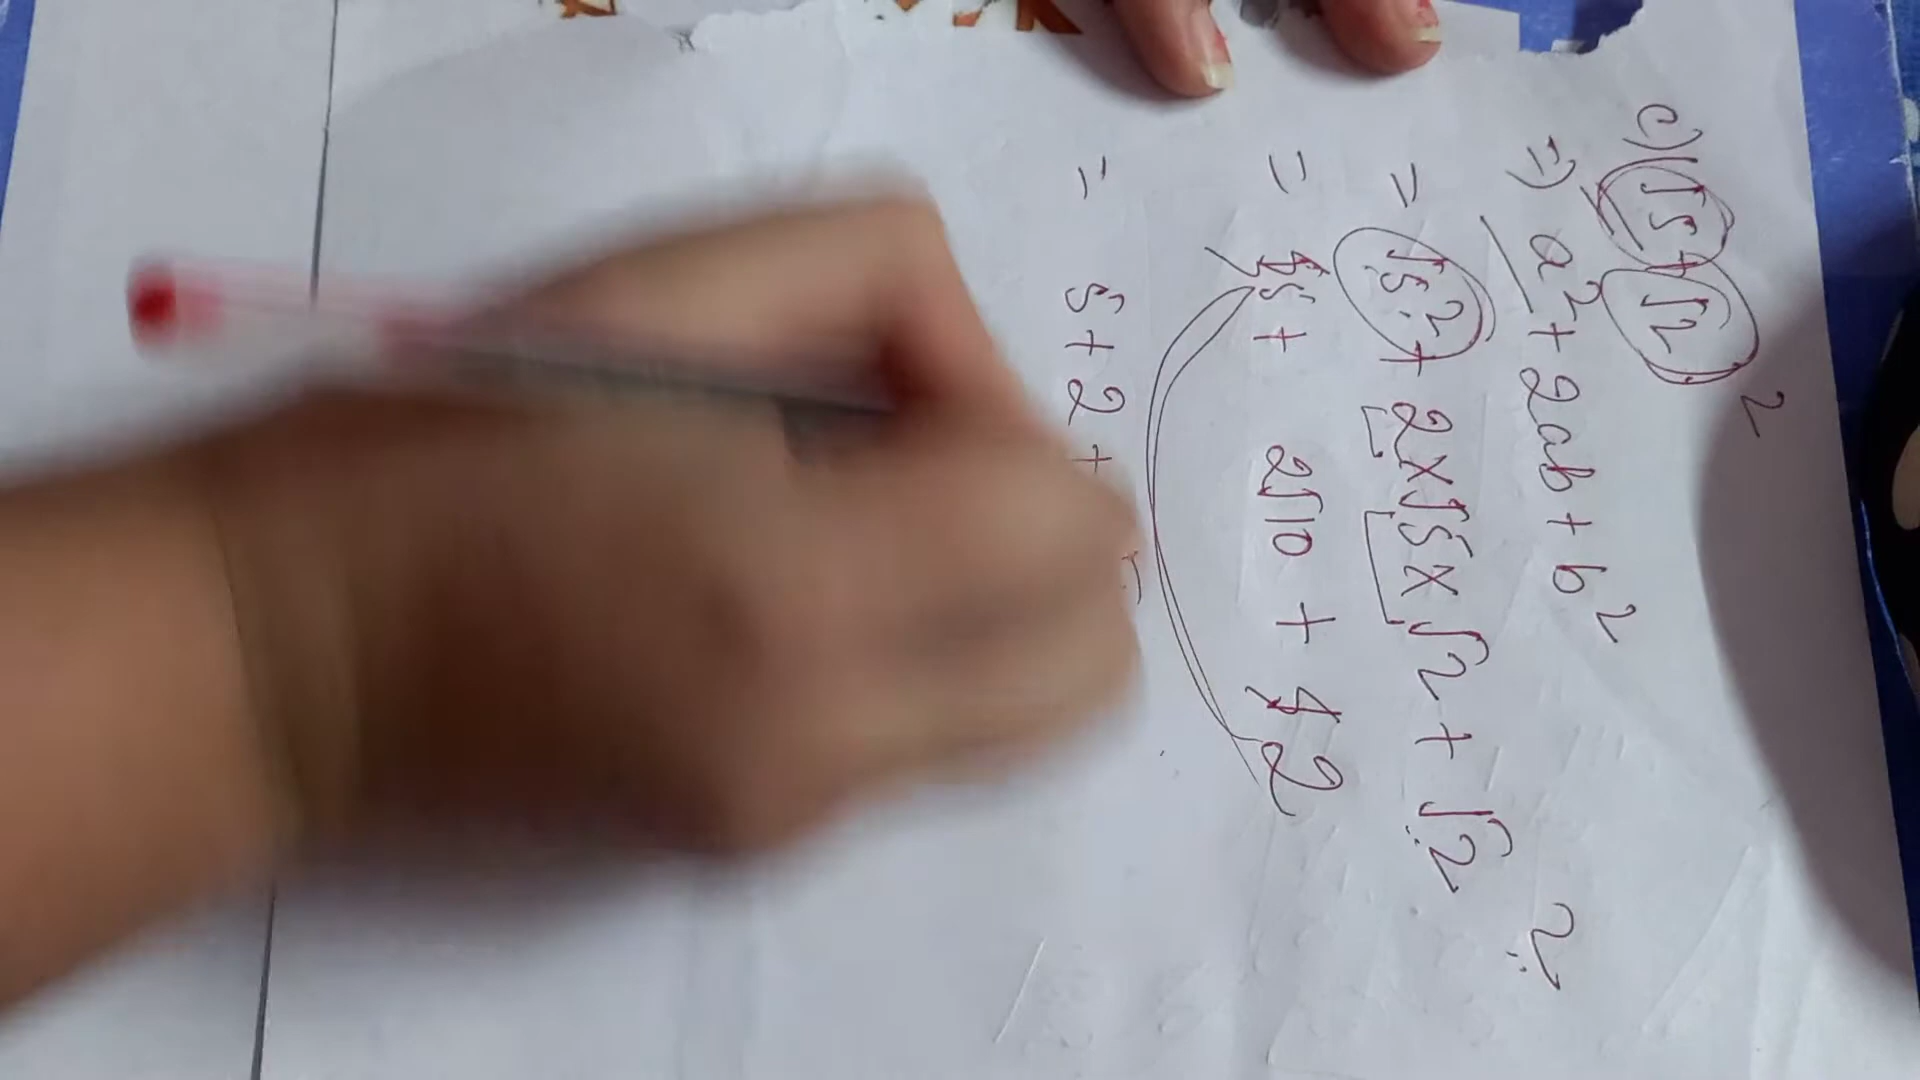 c) (√5+√2)²
⇒) a²+2ab+b²
= √5² + 2×√5×√2+√2²
= 5 + 2√10 + 2
= 5+2+